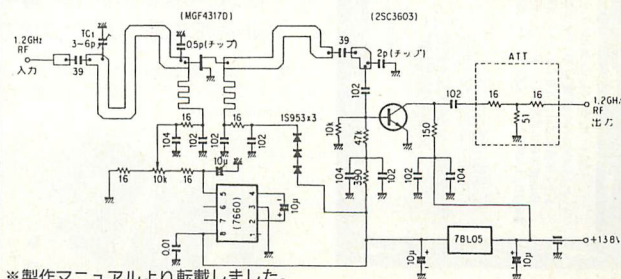 (MGF4317D)
(2SC3603)
TC1
3~6p
1.2GHz
RF
入力
39
0.5p(チップ)
39
2p(チップ)
102
ATT
102
16
16
51
1.2GHz
RF
出力
16
16
104
102
102
102
1S953x3
10k
47k
150
104
390
102
102
104
16
10k
16
10μ
5
4
6
3
7
2
8
1
(7660)
10μ
0.01
10μ
78L05
10μ
+13.8V
※製作マニュアルより転載しました。